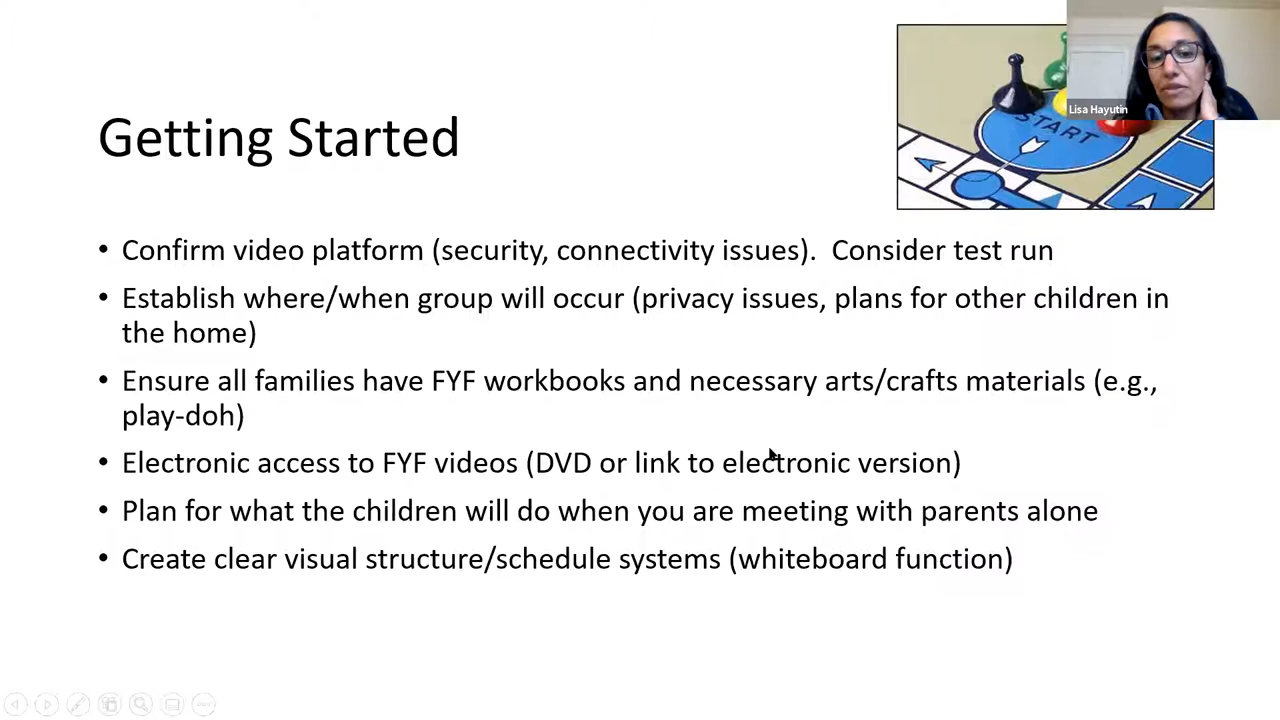 Lisa Hayutin
START
Getting Started
• Confirm video platform (security, connectivity issues).  Consider test run
• Establish where/when group will occur (privacy issues, plans for other children in
the home)
• Ensure all families have FYF workbooks and necessary arts/crafts materials (e.g.,
play-doh)
• Electronic access to FYF videos (DVD or link to electronic version)
• Plan for what the children will do when you are meeting with parents alone
• Create clear visual structure/schedule systems (whiteboard function)